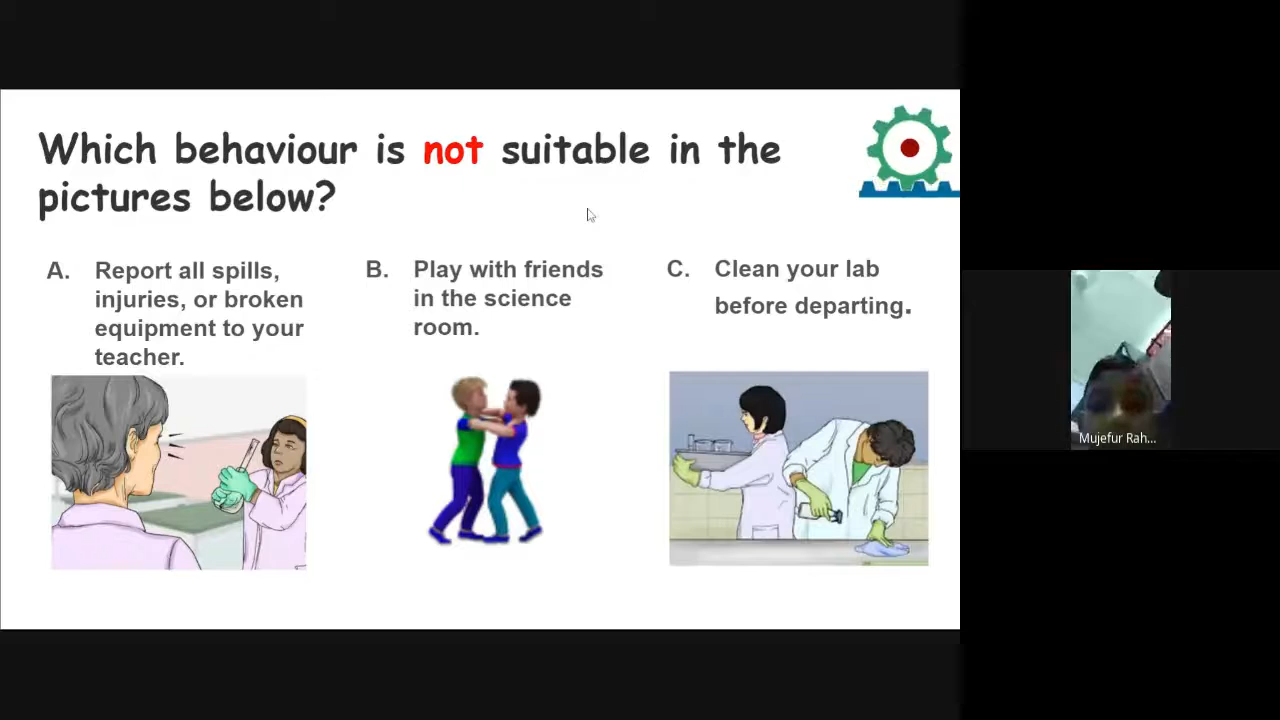 Which behaviour is not suitable in the
pictures below?
A. Report all spills,
injuries, or broken
equipment to your
teacher.
B. Play with friends
in the science
room.
C. Clean your lab
before departing.
Mujefur Rah...